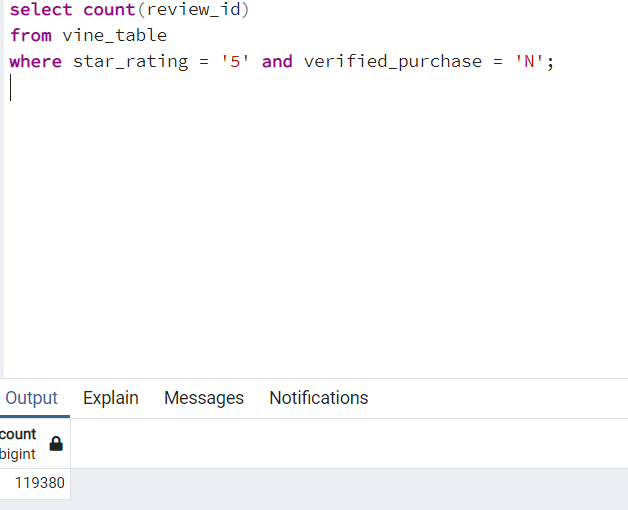 select count(review_id)
from vine_table
where star_rating = '5' and verified_purchase = 'N';
Output Explain Messages Notifications
count
bigint
119380